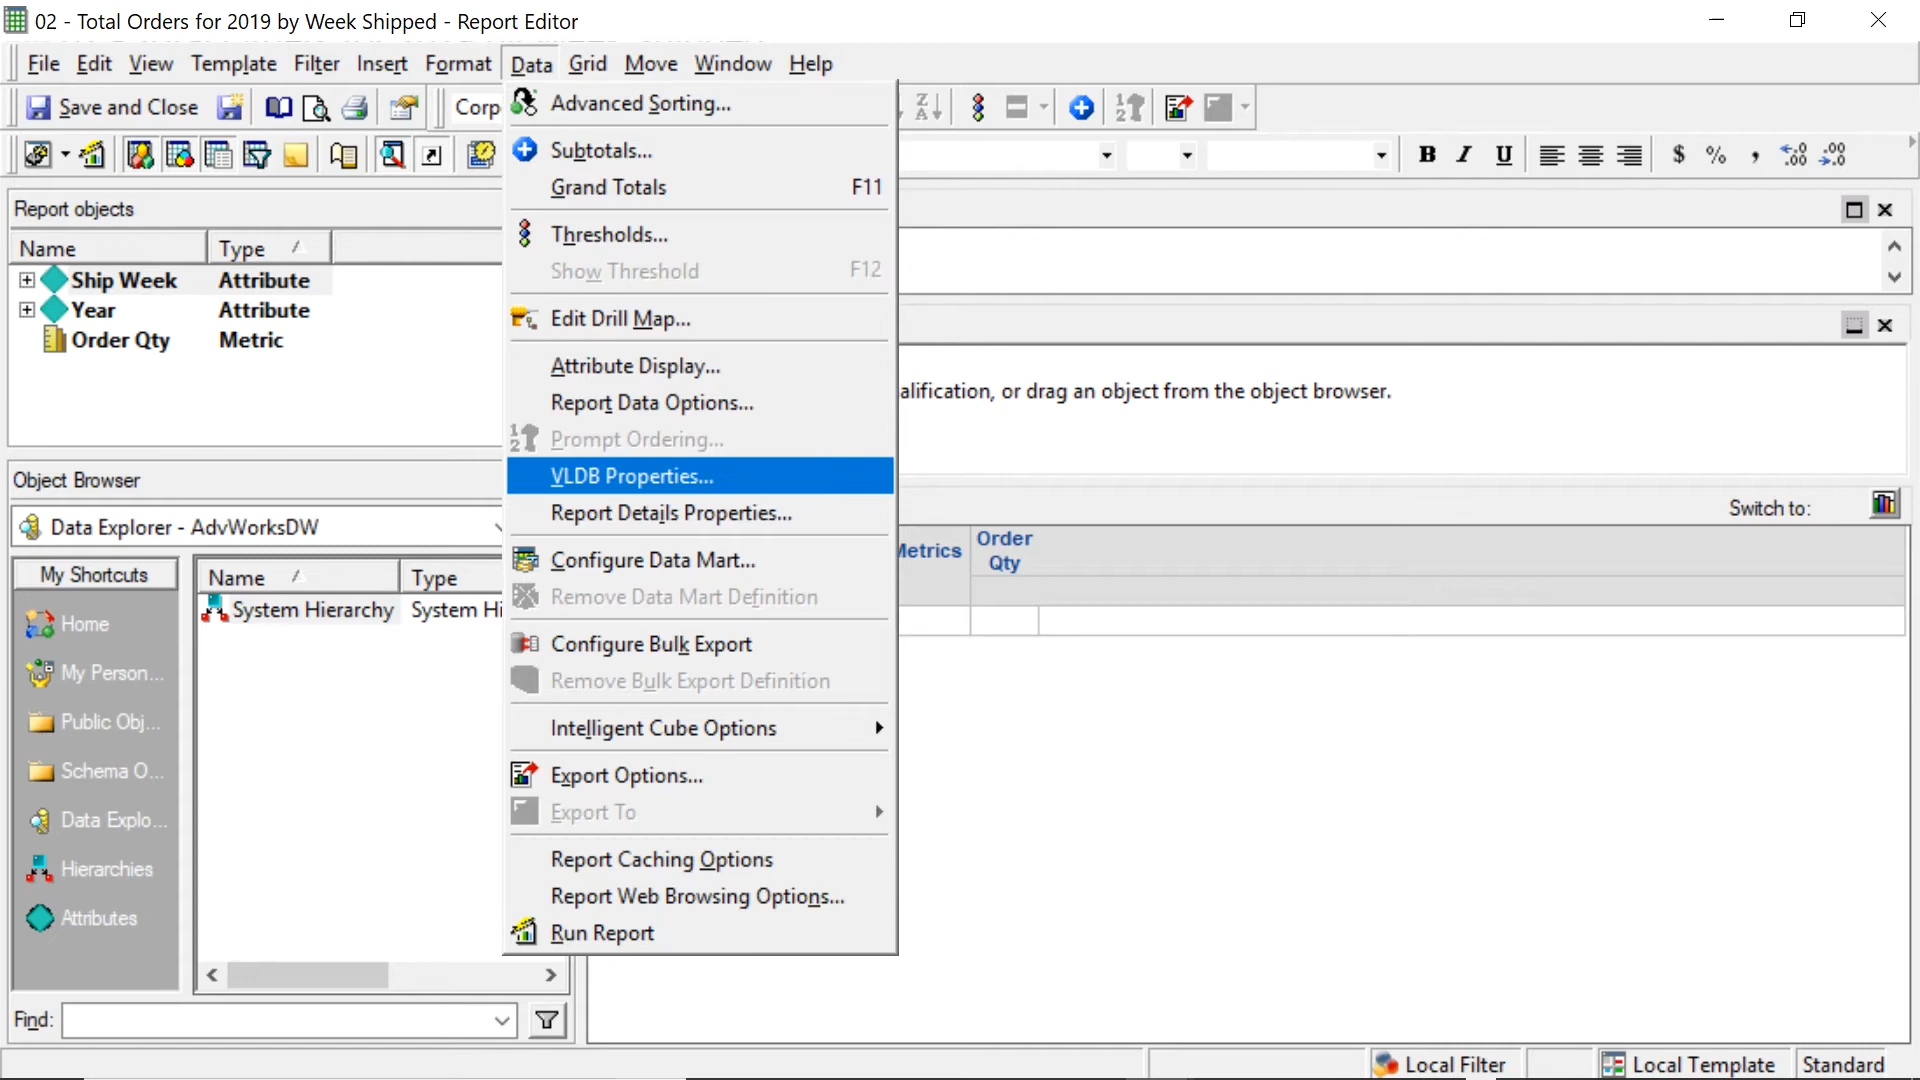 02 - Total Orders for 2019 by Week Shipped - Report Editor
File Edit View Template Filter Insert Format Data Grid Move Window Help
Save and Close Corp
B I U $ % , .00 .00
Advanced Sorting...
Subtotals...
Grand Totals F11
Thresholds...
Show Threshold F12
Edit Drill Map...
Attribute Display...
Report Data Options...
Prompt Ordering...
VLDB Properties...
Report Details Properties...
Configure Data Mart...
Remove Data Mart Definition
Configure Bulk Export
Remove Bulk Export Definition
Intelligent Cube Options
Export Options...
Export To
Report Caching Options
Report Web Browsing Options...
Run Report
Report objects
Name Type
Ship Week Attribute
Year Attribute
Order Qty Metric
Object Browser
Data Explorer - AdvWorksDW
My Shortcuts
Home
My Person...
Public Obj...
Schema O...
Data Explo...
Hierarchies
Attributes
Name Type
System Hierarchy System Hi
Find:
alification, or drag an object from the object browser.
Switch to:
Metrics
Order
Qty
Local Filter Local Template Standard